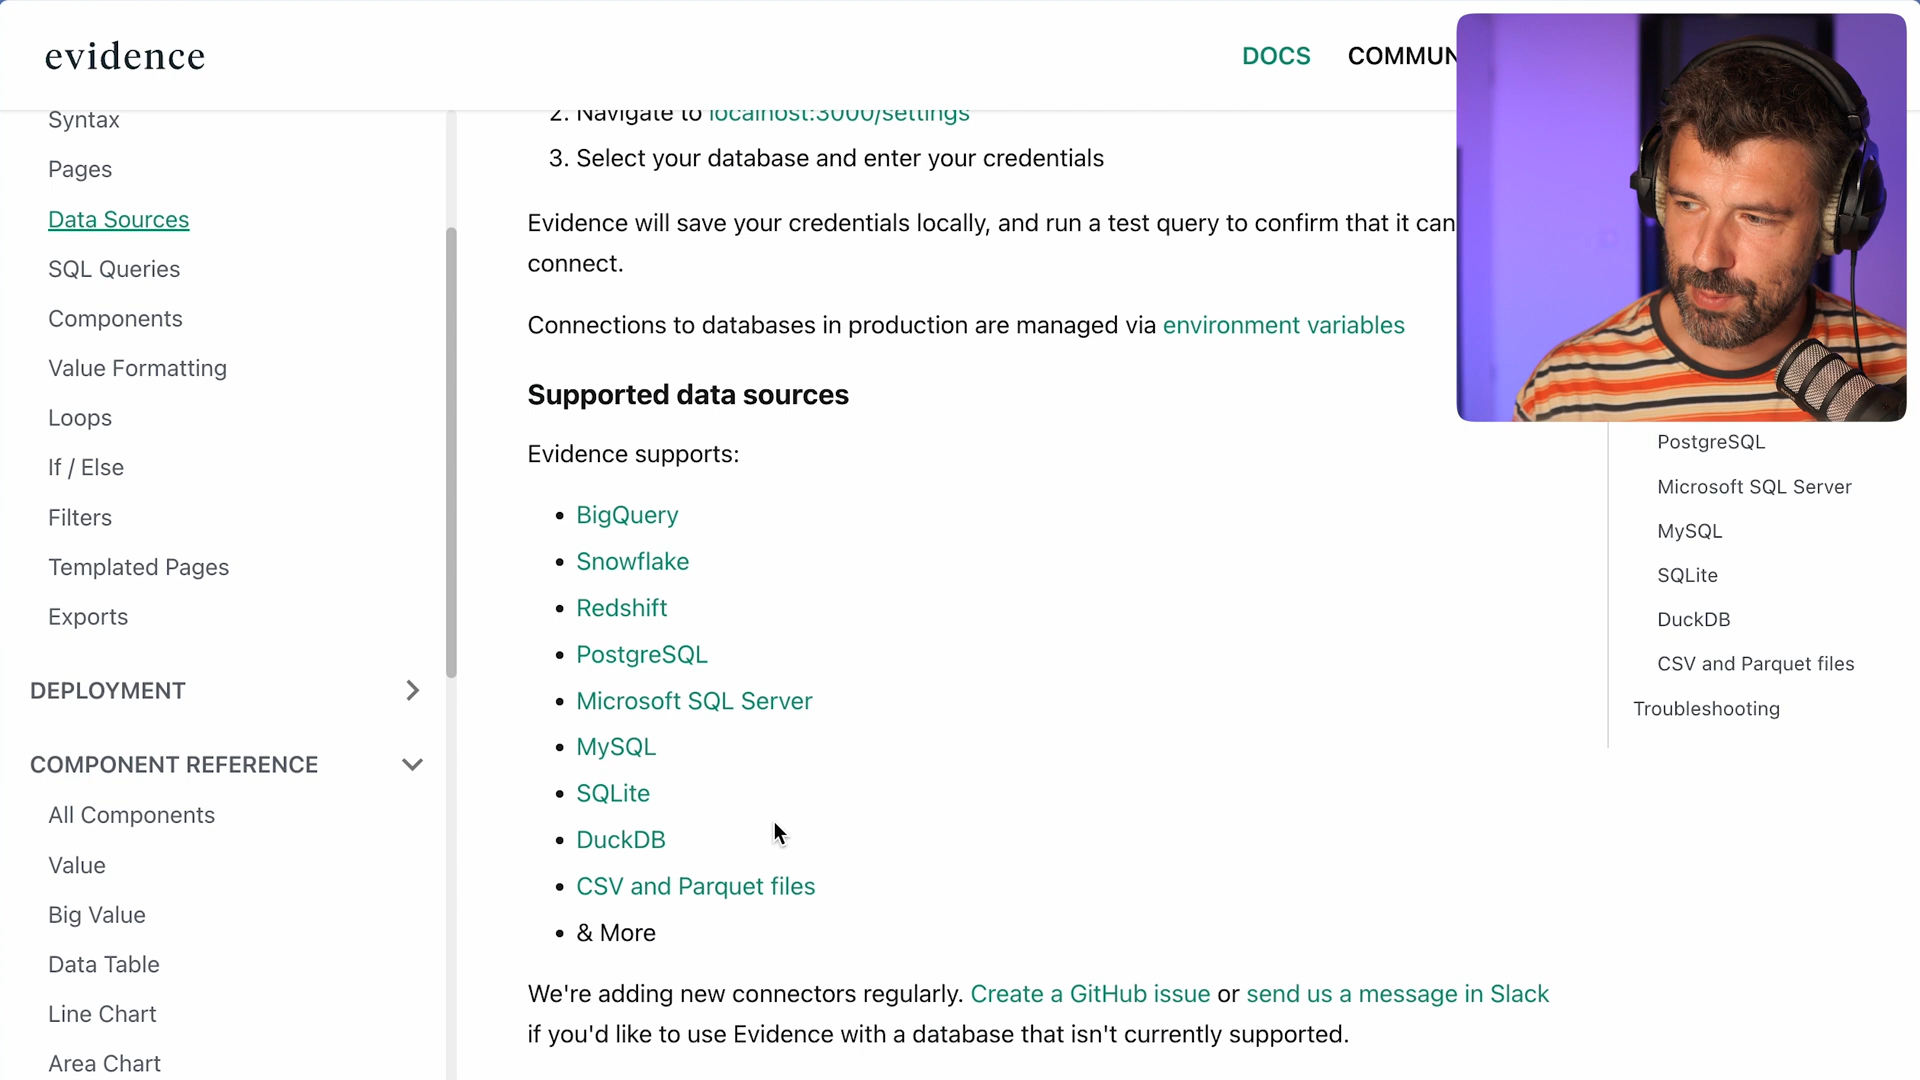 evidence
DOCS
COMMUN
Syntax
Pages
Data Sources
SQL Queries
Components
Value Formatting
Loops
If / Else
Filters
Templated Pages
Exports
DEPLOYMENT
COMPONENT REFERENCE
All Components
Value
Big Value
Data Table
Line Chart
Area Chart
2. Navigate to localhost:3000/settings
3. Select your database and enter your credentials
Evidence will save your credentials locally, and run a test query to confirm that it can
connect.
Connections to databases in production are managed via environment variables
Supported data sources
Evidence supports:
• BigQuery
• Snowflake
• Redshift
• PostgreSQL
• Microsoft SQL Server
• MySQL
• SQLite
• DuckDB
• CSV and Parquet files
• & More
We're adding new connectors regularly. Create a GitHub issue or send us a message in Slack
if you'd like to use Evidence with a database that isn't currently supported.
PostgreSQL
Microsoft SQL Server
MySQL
SQLite
DuckDB
CSV and Parquet files
Troubleshooting